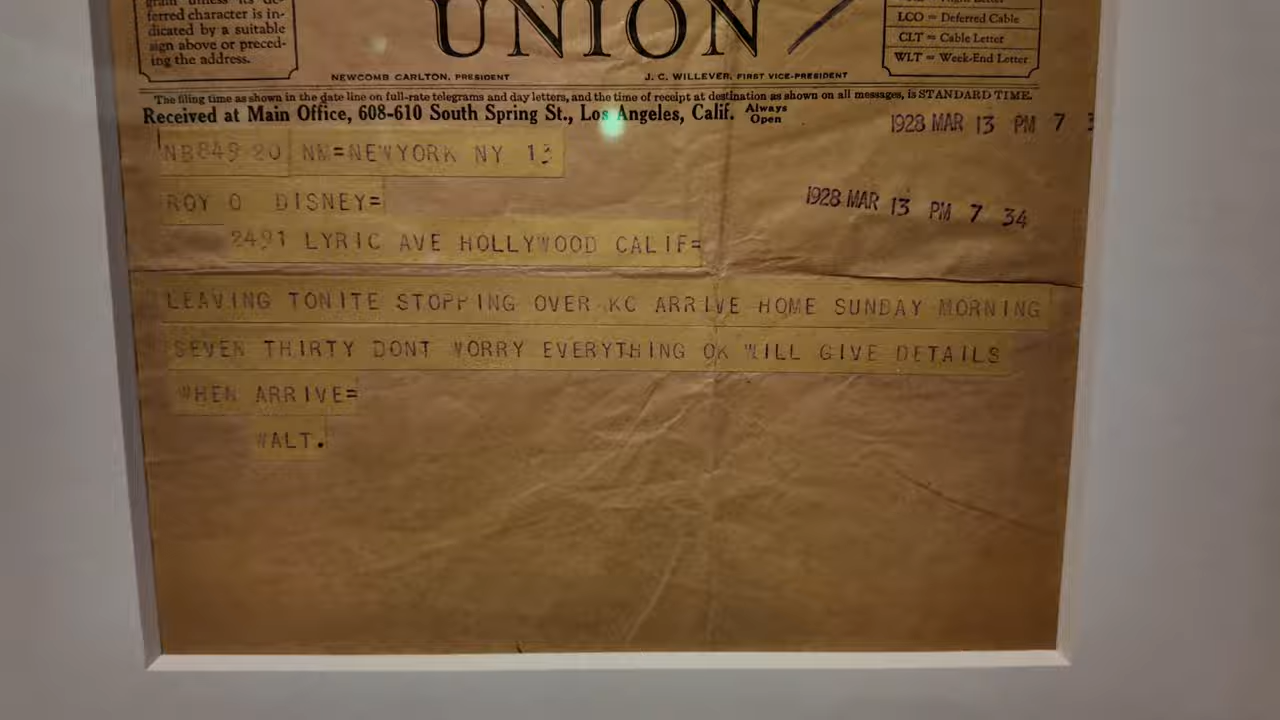 ferred character is in-
dicated by a suitable
sign above or preced-
ing the address.
UNION
LCO = Deferred Cable
CLT = Cable Letter
WLT = Week-End Letter
NEWCOMB CARLTON, PRESIDENT
J. C. WILLEVER, FIRST VICE-PRESIDENT
The filing time as shown in the date line on full-rate telegrams and day letters, and the time of receipt at destination as shown on all messages, is STANDARD TIME.
Received at Main Office, 608-610 South Spring St., Los Angeles, Calif. Always Open
1928 MAR 13 PM 7
NB849 20 NM=NEWYORK NY 13
ROY O DISNEY=
1928 MAR 13 PM 7 34
2491 LYRIC AVE HOLLYWOOD CALIF=
LEAVING TONITE STOPPING OVER KC ARRIVE HOME SUNDAY MORNING
SEVEN THIRTY DONT WORRY EVERYTHING OK WILL GIVE DETAILS
WHEN ARRIVE=
WALT.